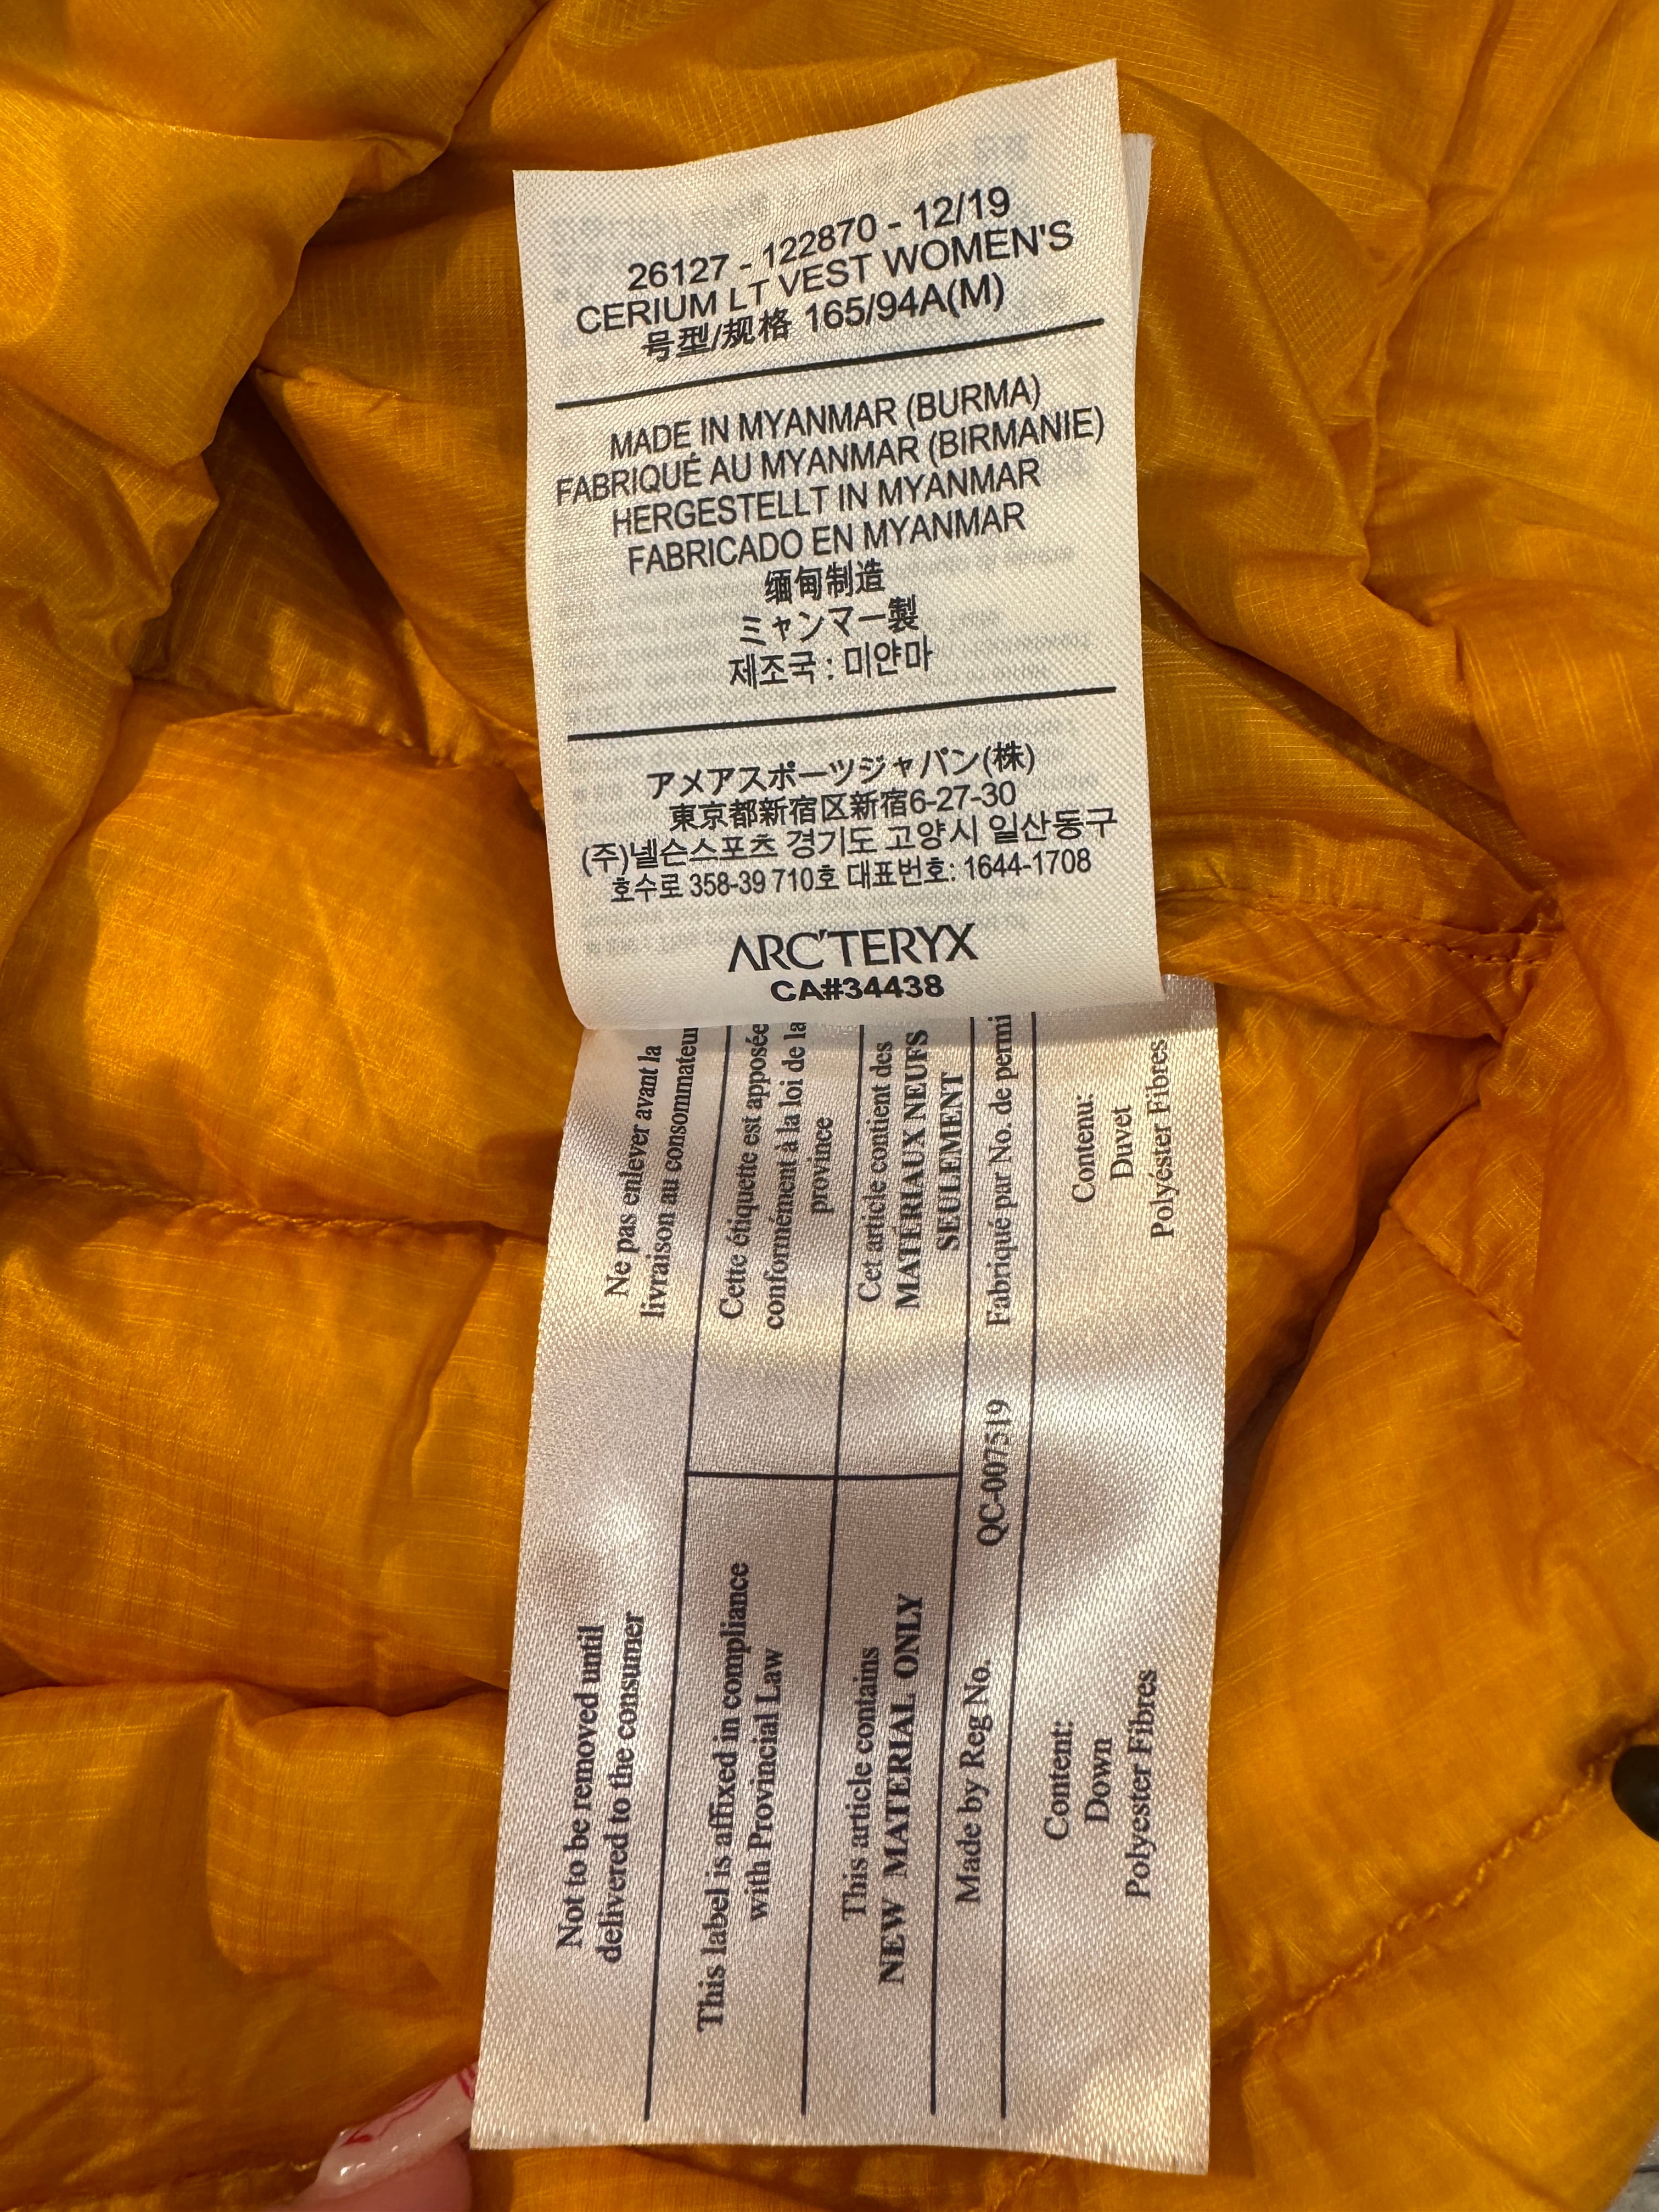 26127 - 122870 - 12/19
CERIUM LT VEST WOMEN'S
号型/规格 165/94A(M)
MADE IN MYANMAR (BURMA)
FABRIQUÉ AU MYANMAR (BIRMANIE)
HERGESTELLT IN MYANMAR
FABRICADO EN MYANMAR
缅甸制造
ミャンマー製
제조국 : 미얀마
アメアスポーツジャパン(株)
東京都新宿区新宿6-27-30
(주)넬슨스포츠 경기도 고양시 일산동구
호수로 358-39 710호 대표번호: 1644-1708
ARC'TERYX
CA#34438
Not to be removed until
delivered to the consumer
Ne pas enlever avant la
livraison au consommateur
This label is affixed in compliance
with Provincial Law
Cette étiquette est apposée
conformément à la loi de la
province
This article contains
NEW MATERIAL ONLY
Cet article contient des
MATÉRIAUX NEUFS
SEULEMENT
Made by Reg No. QC-007519 Fabriqué par No. de permi
Content:
Down
Polyester Fibres
Contenu:
Duvet
Polyéster Fibres